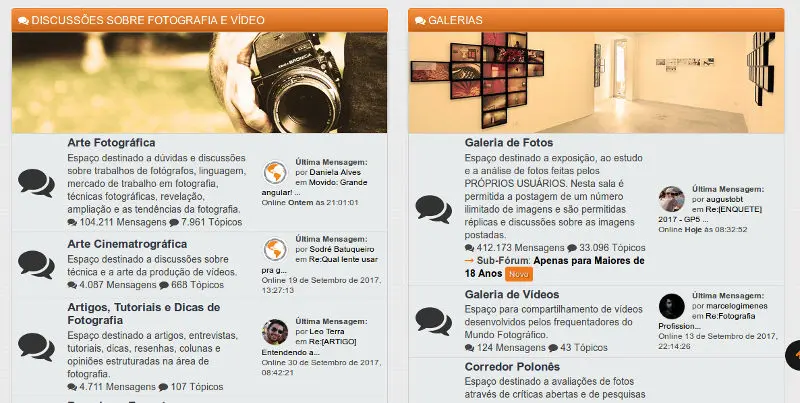 DISCUSSÕES SOBRE FOTOGRAFIA E VÍDEO
Arte Fotográfica
Espaço destinado a dúvidas e discussões
sobre trabalhos de fotógrafos, linguagem,
mercado de trabalho em fotografia,
técnicas fotográficas, revelação,
ampliação e as tendências da fotografia.
104.211 Mensagens 7.961 Tópicos
Última Mensagem:
por Daniela Alves
em Movido: Grande
angular! ...
Online Ontem às 21:01:01
Arte Cinematrográfica
Espaço destinado a discussões sobre
técnica e a arte da produção de vídeos.
4.087 Mensagens 668 Tópicos
Última Mensagem:
por Sodré Batuqueiro
em Re:Qual lente usar
pra g...
Online 19 de Setembro de 2017,
13:27:13
Artigos, Tutoriais e Dicas de
Fotografia
Espaço destinado a artigos, entrevistas,
tutoriais, dicas, resenhas, colunas e
opiniões estruturadas na área de
fotografia.
4.711 Mensagens 107 Tópicos
Última Mensagem:
por Leo Terra
em Re:[ARTIGO]
Entendendo a...
Online 30 de Setembro de 2017,
08:42:21
GALERIAS
Galeria de Fotos
Espaço destinado a exposição, ao estudo
e a análise de fotos feitas pelos
PRÓPRIOS USUÁRIOS. Nesta sala é
permitida a postagem de um número
ilimitado de imagens e são permitidas
réplicas e discussões sobre as imagens
postadas.
412.173 Mensagens 33.096 Tópicos
Sub-Fórum: Apenas para Maiores de
18 Anos Novo
Última Mensagem:
por augustobt
em Re:[ENQUETE]
2017 - GP5 ...
Online Hoje às 08:32:52
Galeria de Vídeos
Espaço para compartilhamento de vídeos
desenvolvidos pelos frequentadores do
Mundo Fotográfico.
124 Mensagens 43 Tópicos
Última Mensagem:
por marcelogimenes
em Re:Fotografia
Profission...
Online 13 de Setembro de 2017,
22:14:26
Corredor Polonês
Espaço destinado a avaliações de fotos
através de críticas abertas e de pesquisas